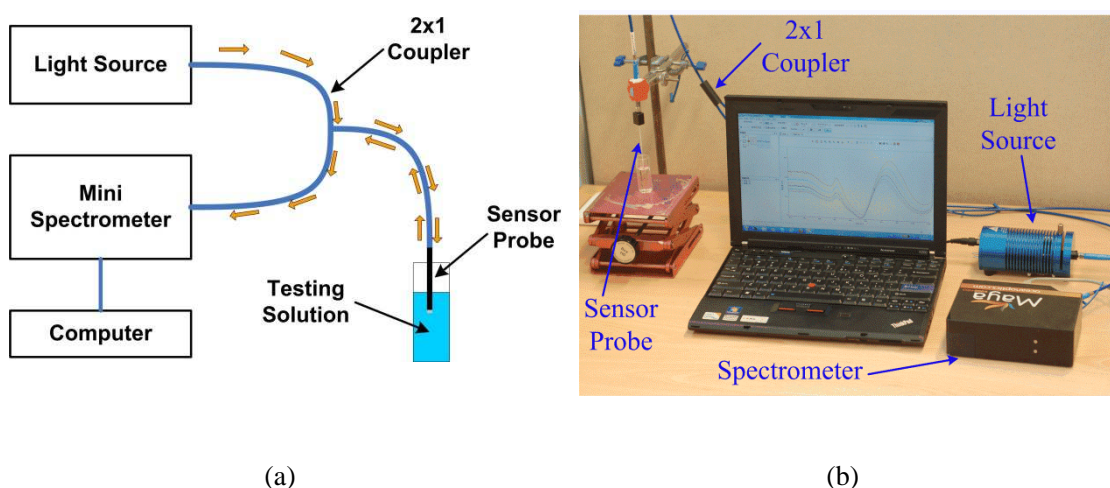 Light Source
2x1
Coupler
Mini
Spectrometer
Sensor
Probe
Testing
Solution
Computer
2x1
Coupler
Light
Source
Sensor
Probe
Maya
ThinkPad
Spectrometer
(a)
(b)